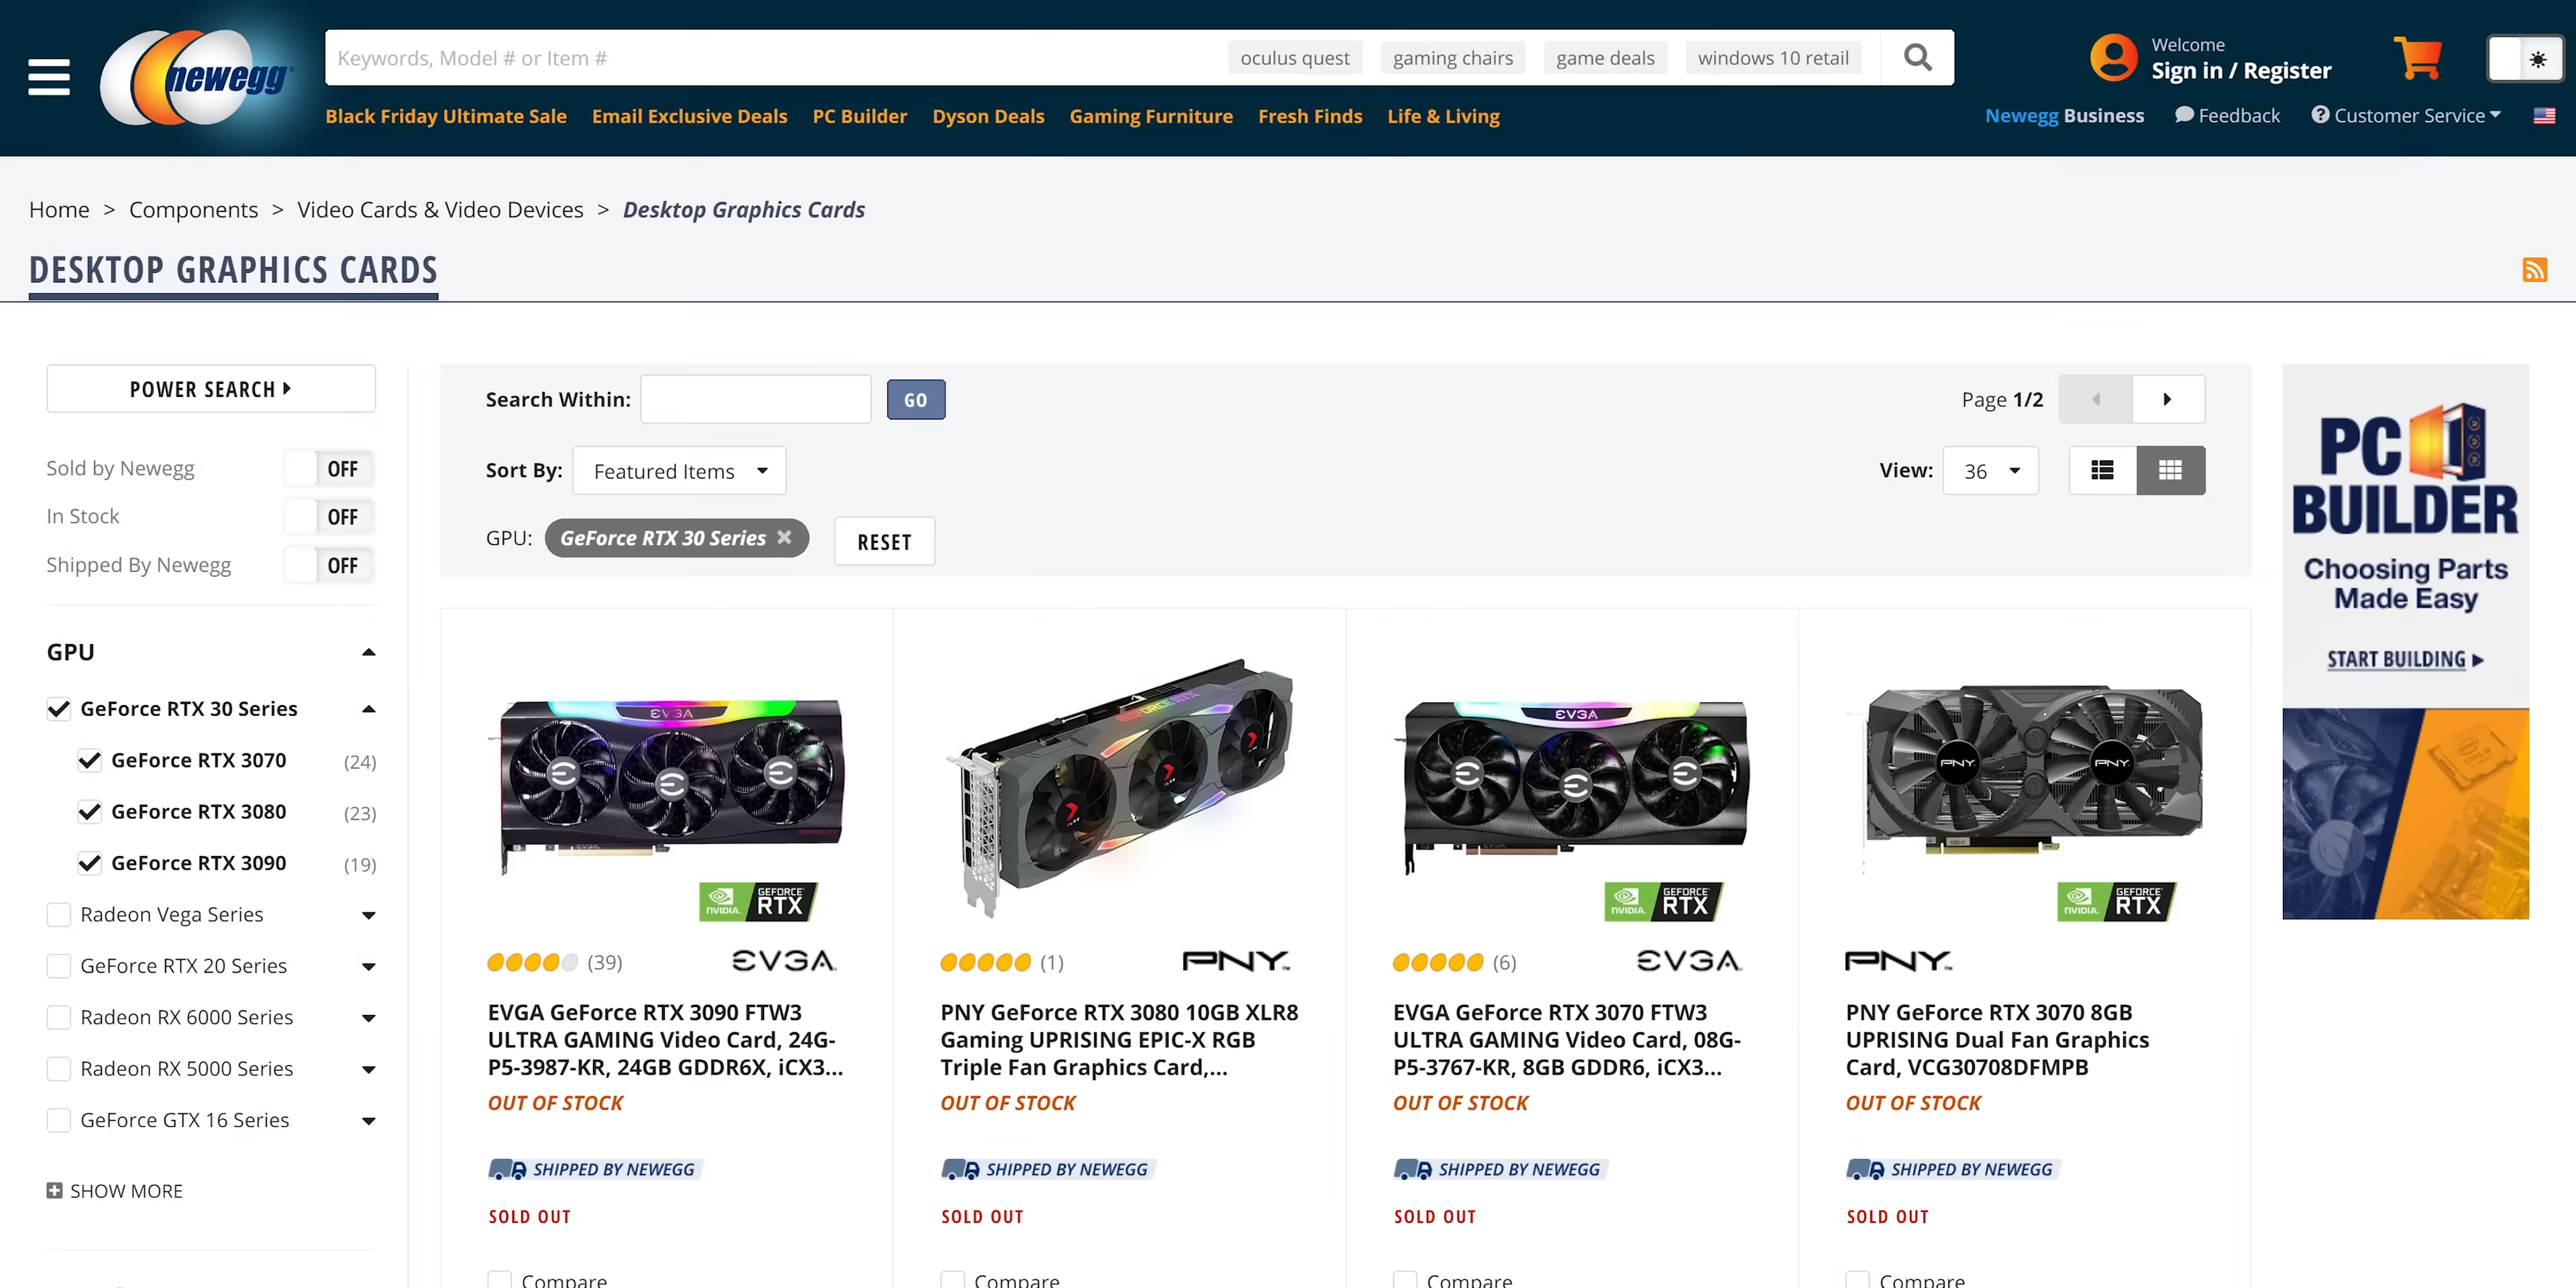 newegg
Keywords, Model # or Item #
oculus quest
gaming chairs
game deals
windows 10 retail
Welcome
Sign in / Register
Black Friday Ultimate Sale
Email Exclusive Deals
PC Builder
Dyson Deals
Gaming Furniture
Fresh Finds
Life & Living
Newegg Business
Feedback
Customer Service
Home > Components > Video Cards & Video Devices > Desktop Graphics Cards
DESKTOP GRAPHICS CARDS
POWER SEARCH
Sold by Newegg OFF
In Stock OFF
Shipped By Newegg OFF
GPU
GeForce RTX 30 Series
GeForce RTX 3070 (24)
GeForce RTX 3080 (23)
GeForce RTX 3090 (19)
Radeon Vega Series
GeForce RTX 20 Series
Radeon RX 6000 Series
Radeon RX 5000 Series
GeForce GTX 16 Series
SHOW MORE
Search Within: GO
Page 1/2
Sort By: Featured Items
View: 36
GPU: GeForce RTX 30 Series RESET
EVGA
NVIDIA. GEFORCE RTX
(39) EVGA
EVGA GeForce RTX 3090 FTW3
ULTRA GAMING Video Card, 24G-
P5-3987-KR, 24GB GDDR6X, iCX3...
OUT OF STOCK
SHIPPED BY NEWEGG
SOLD OUT
Compare
(1) PNY
PNY GeForce RTX 3080 10GB XLR8
Gaming UPRISING EPIC-X RGB
Triple Fan Graphics Card,...
OUT OF STOCK
SHIPPED BY NEWEGG
SOLD OUT
Compare
EVGA
NVIDIA. GEFORCE RTX
(6) EVGA
EVGA GeForce RTX 3070 FTW3
ULTRA GAMING Video Card, 08G-
P5-3767-KR, 8GB GDDR6, iCX3...
OUT OF STOCK
SHIPPED BY NEWEGG
SOLD OUT
Compare
PNY PNY
NVIDIA. GEFORCE RTX
PNY
PNY GeForce RTX 3070 8GB
UPRISING Dual Fan Graphics
Card, VCG30708DFMPB
OUT OF STOCK
SHIPPED BY NEWEGG
SOLD OUT
Compare
PC
BUILDER
Choosing Parts
Made Easy
START BUILDING